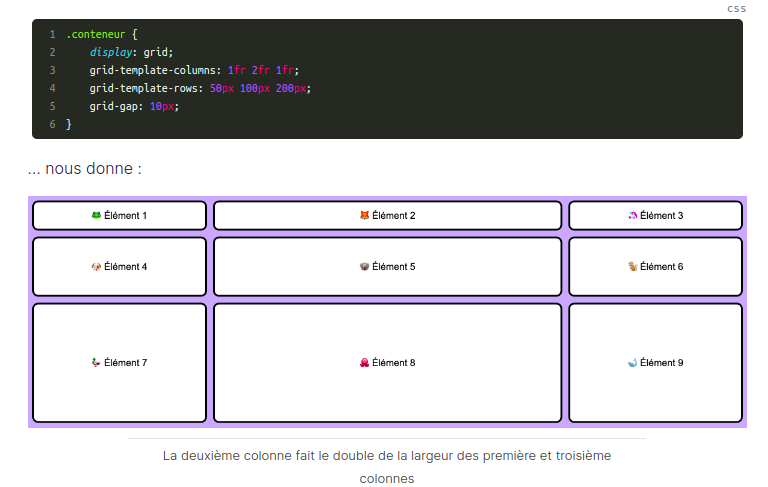 css
1 .conteneur {
2 display: grid;
3 grid-template-columns: 1fr 2fr 1fr;
4 grid-template-rows: 50px 100px 200px;
5 grid-gap: 10px;
6 }
... nous donne :
Élément 1
Élément 2
Élément 3
Élément 4
Élément 5
Élément 6
Élément 7
Élément 8
Élément 9
La deuxième colonne fait le double de la largeur des première et troisième
colonnes